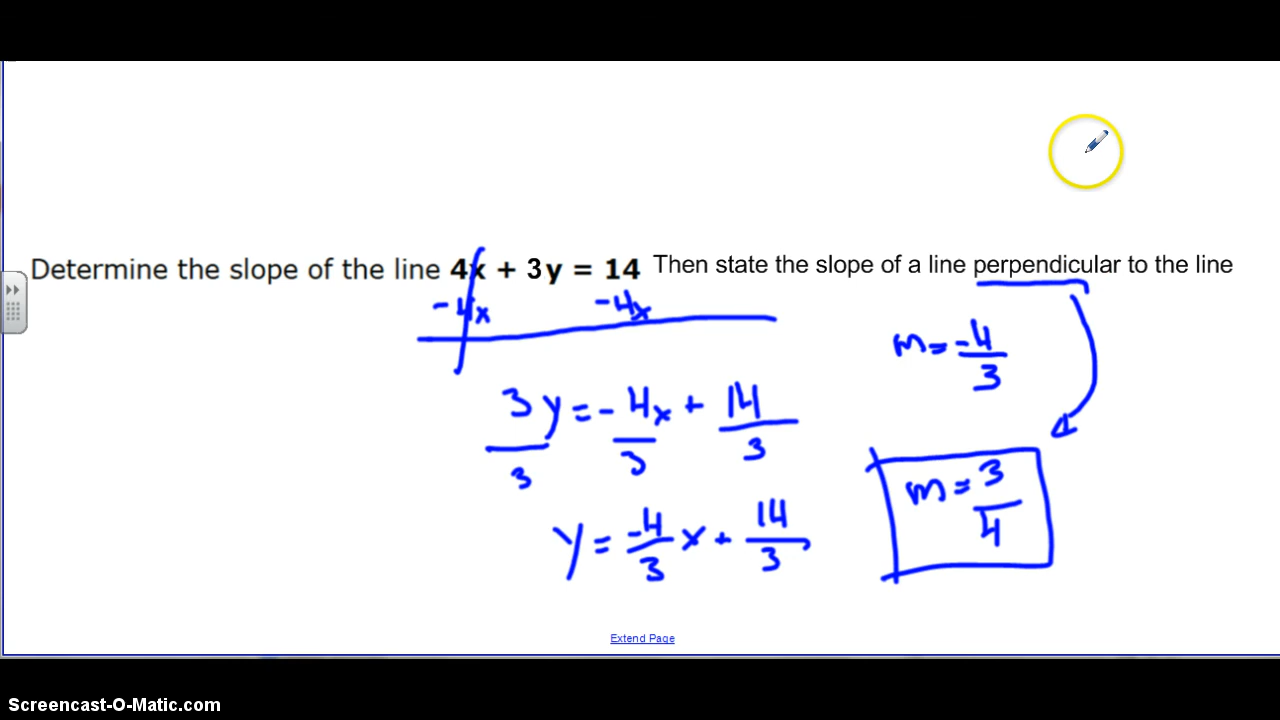 Determine the slope of the line 4x + 3y = 14 Then state the slope of a line perpendicular to the line
-4x -4x
m = -4/3
3y = -4x + 14
3 3 3
m = 3/4
y = -4/3 x + 14/3
Extend Page
Screencast-O-Matic.com